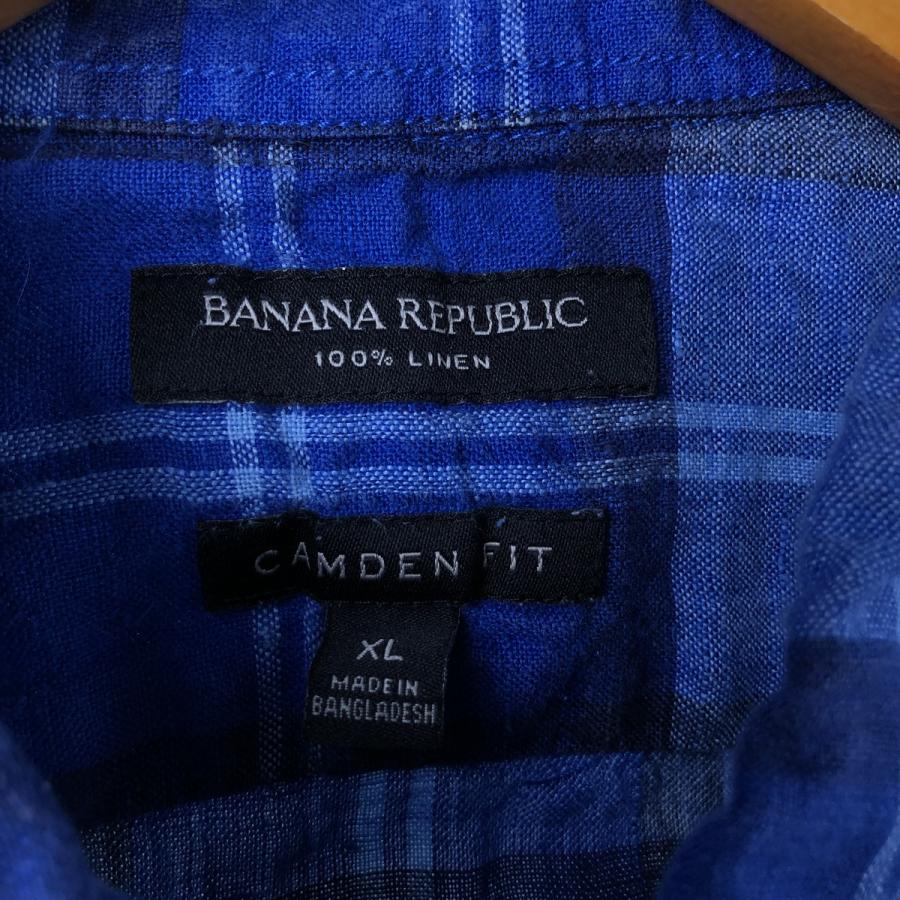 BANANA REPUBLIC
100% LINEN
CAMDEN FIT
XL
MADE IN
BANGLADESH